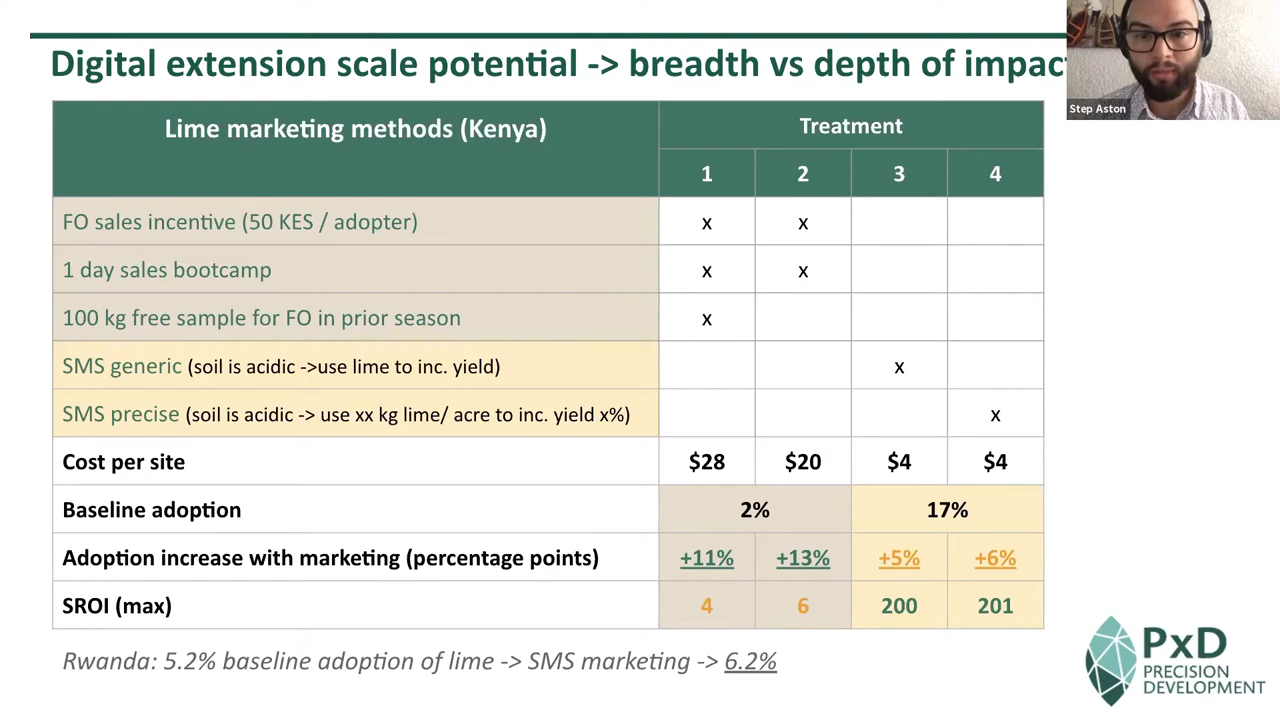 Digital extension scale potential -> breadth vs depth of impact
Step Aston
Lime marketing methods (Kenya)
Treatment
1 2 3 4
FO sales incentive (50 KES / adopter) x x
1 day sales bootcamp x x
100 kg free sample for FO in prior season x
SMS generic (soil is acidic ->use lime to inc. yield) x
SMS precise (soil is acidic -> use xx kg lime/ acre to inc. yield x%) x
Cost per site $28 $20 $4 $4
Baseline adoption 2% 17%
Adoption increase with marketing (percentage points) +11% +13% +5% +6%
SROI (max) 4 6 200 201
Rwanda: 5.2% baseline adoption of lime -> SMS marketing -> 6.2%
PxD
PRECISION
DEVELOPMENT